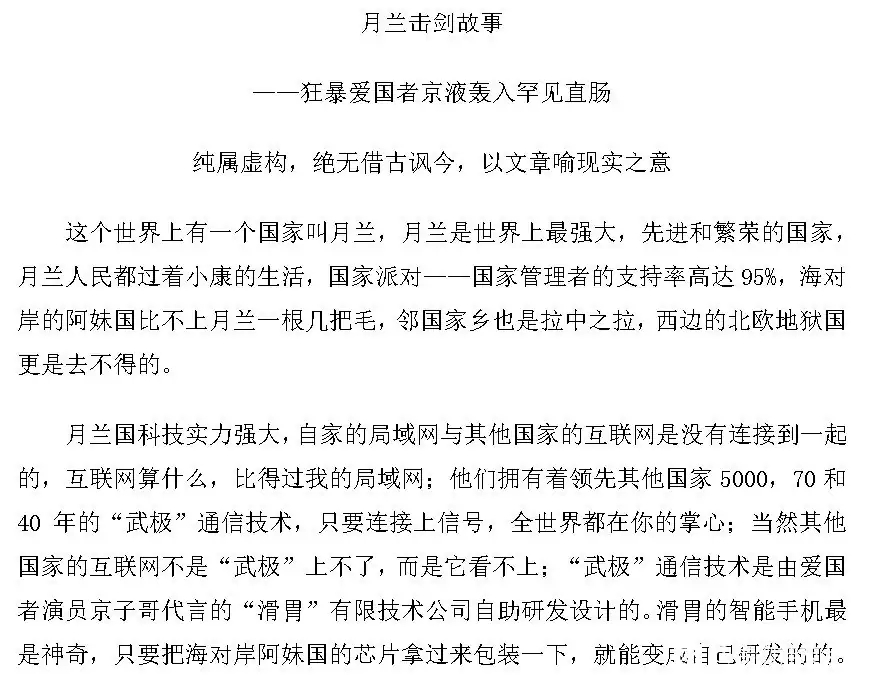 月兰击剑故事
——狂暴爱国者京液轰入罕见直肠
纯属虚构，绝无借古讽今，以文章喻现实之意
这个世界上有一个国家叫月兰，月兰是世界上最强大，先进和繁荣的国家，
月兰人民都过着小康的生活，国家派对——国家管理者的支持率高达 95%，海对
岸的阿妹国比不上月兰一根几把毛，邻国家乡也是拉中之拉，西边的北欧地狱国
更是去不得的。
月兰国科技实力强大，自家的局域网与其他国家的互联网是没有连接到一起
的，互联网算什么，比得过我的局域网；他们拥有着领先其他国家 5000，70 和
40 年的“武极”通信技术，只要连接上信号，全世界都在你的掌心；当然其他
国家的互联网不是“武极”上不了，而是它看不上；“武极”通信技术是由爱国
者演员京子哥代言的“滑胃”有限技术公司自助研发设计的。滑胃的智能手机最
是神奇，只要把海对岸阿妹国的芯片拿过来包装一下，就能变成自己研发的的。